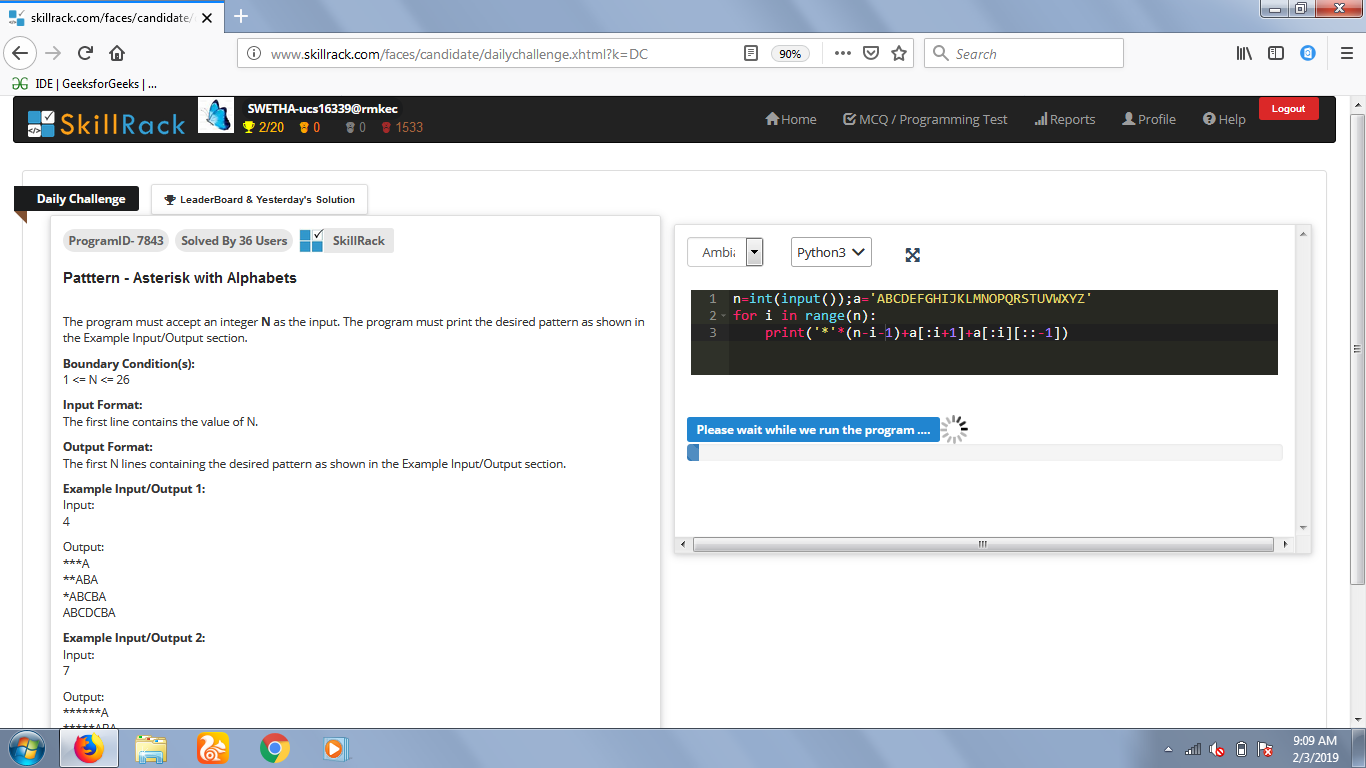 skillrack.com/faces/candidate/
www.skillrack.com/faces/candidate/dailychallenge.xhtml?k=DC
90%
Search
IDE | GeeksforGeeks | ...
SkillRack
SWETHA-ucs16339@rmkec
2/20 0 0 1533
Home
MCQ / Programming Test
Reports
Profile
Help
Logout
Daily Challenge
LeaderBoard & Yesterday's Solution
ProgramID- 7843
Solved By 36 Users
SkillRack
Patttern - Asterisk with Alphabets
The program must accept an integer N as the input. The program must print the desired pattern as shown in
the Example Input/Output section.
Boundary Condition(s):
1 <= N <= 26
Input Format:
The first line contains the value of N.
Output Format:
The first N lines containing the desired pattern as shown in the Example Input/Output section.
Example Input/Output 1:
Input:
4
Output:
***A
**ABA
*ABCBA
ABCDCBA
Example Input/Output 2:
Input:
7
Output:
******A
*****ABA
Ambi
Python3
1 n=int(input());a='ABCDEFGHIJKLMNOPQRSTUVWXYZ'
2 for i in range(n):
3 print('*'*(n-i-1)+a[:i+1]+a[:i][::-1])
Please wait while we run the program ....
9:09 AM
2/3/2019